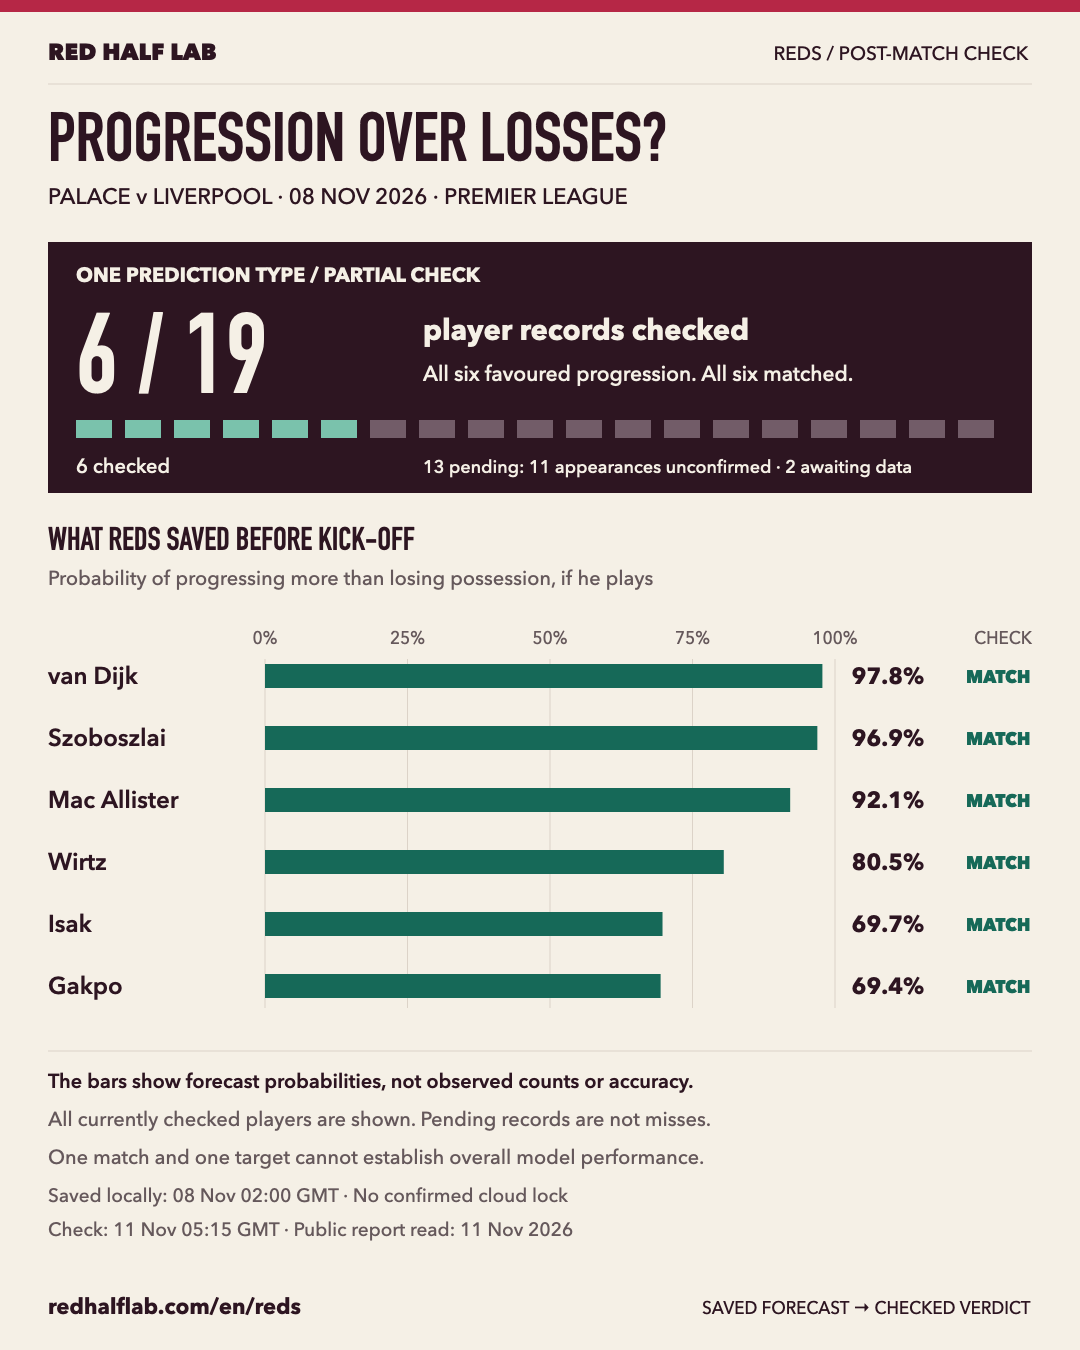 RED HALF LAB
REDS / POST-MATCH CHECK
PROGRESSION OVER LOSSES?
PALACE v LIVERPOOL · 08 NOV 2026 · PREMIER LEAGUE
ONE PREDICTION TYPE / PARTIAL CHECK
6 / 19
player records checked
All six favoured progression. All six matched.
6 checked
13 pending: 11 appearances unconfirmed · 2 awaiting data
WHAT REDS SAVED BEFORE KICK-OFF
Probability of progressing more than losing possession, if he plays
0% 25% 50% 75% 100% CHECK
van Dijk 97.8% MATCH
Szoboszlai 96.9% MATCH
Mac Allister 92.1% MATCH
Wirtz 80.5% MATCH
Isak 69.7% MATCH
Gakpo 69.4% MATCH
The bars show forecast probabilities, not observed counts or accuracy.
All currently checked players are shown. Pending records are not misses.
One match and one target cannot establish overall model performance.
Saved locally: 08 Nov 02:00 GMT · No confirmed cloud lock
Check: 11 Nov 05:15 GMT · Public report read: 11 Nov 2026
redhalflab.com/en/reds
SAVED FORECAST → CHECKED VERDICT